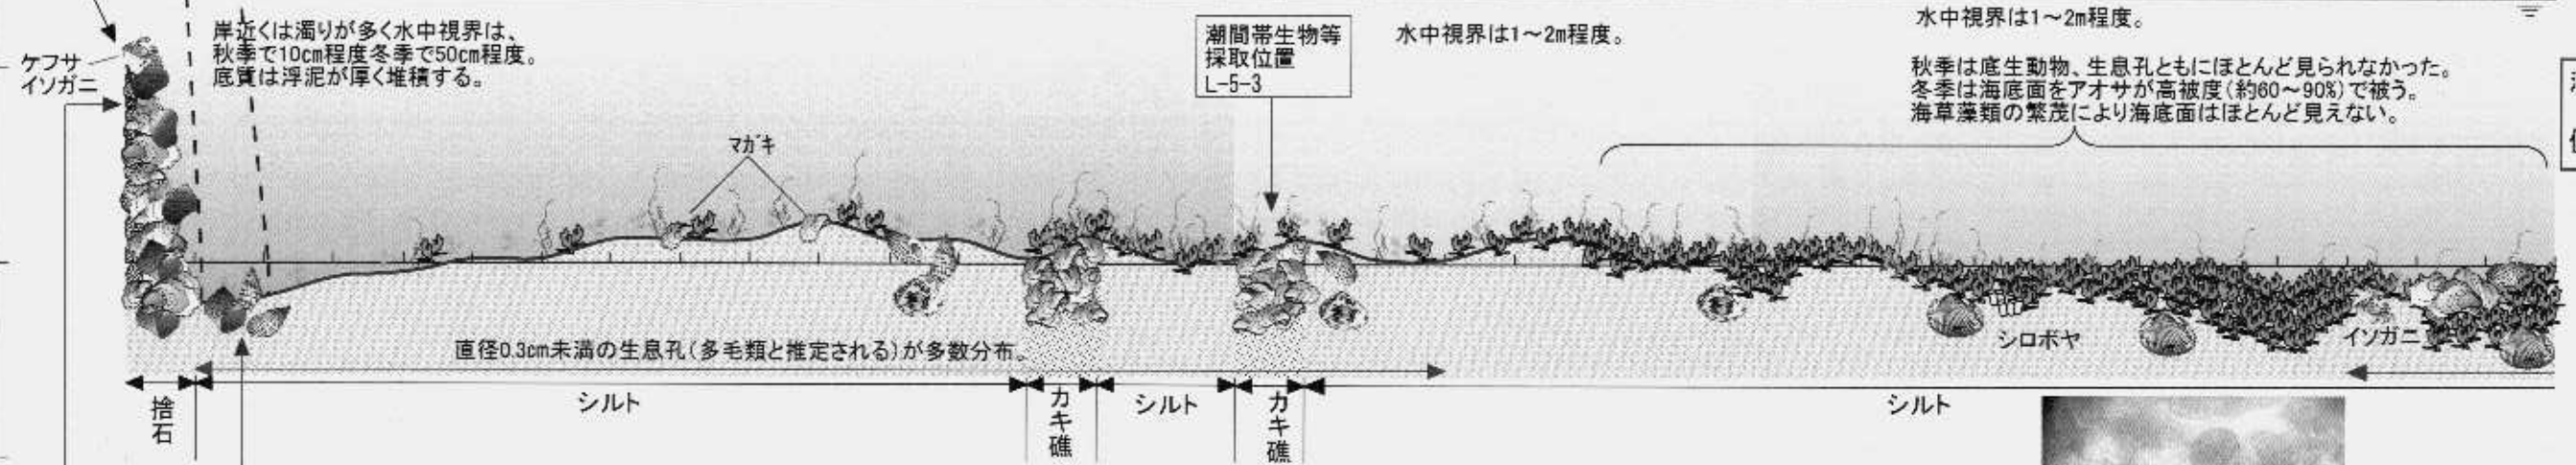 ケフサ
イソガニ
岸近くは濁りが多く水中視界は、
秋季で10cm程度冬季で50cm程度。
底質は浮泥が厚く堆積する。
マガキ
潮間帯生物等
採取位置
L-5-3
水中視界は1～2m程度。
水中視界は1～2m程度。
秋季は底生動物、生息孔ともにほとんど見られなかった。
冬季は海底面をアオサが高被度(約60～90%)で被う。
海草藻類の繁茂により海底面はほとんど見えない。
シロボヤ
イソガニ
直径0.3cm未満の生息孔(多毛類と推定される)が多数分布。
捨石
シルト
カキ礁
シルト
カキ礁
シルト